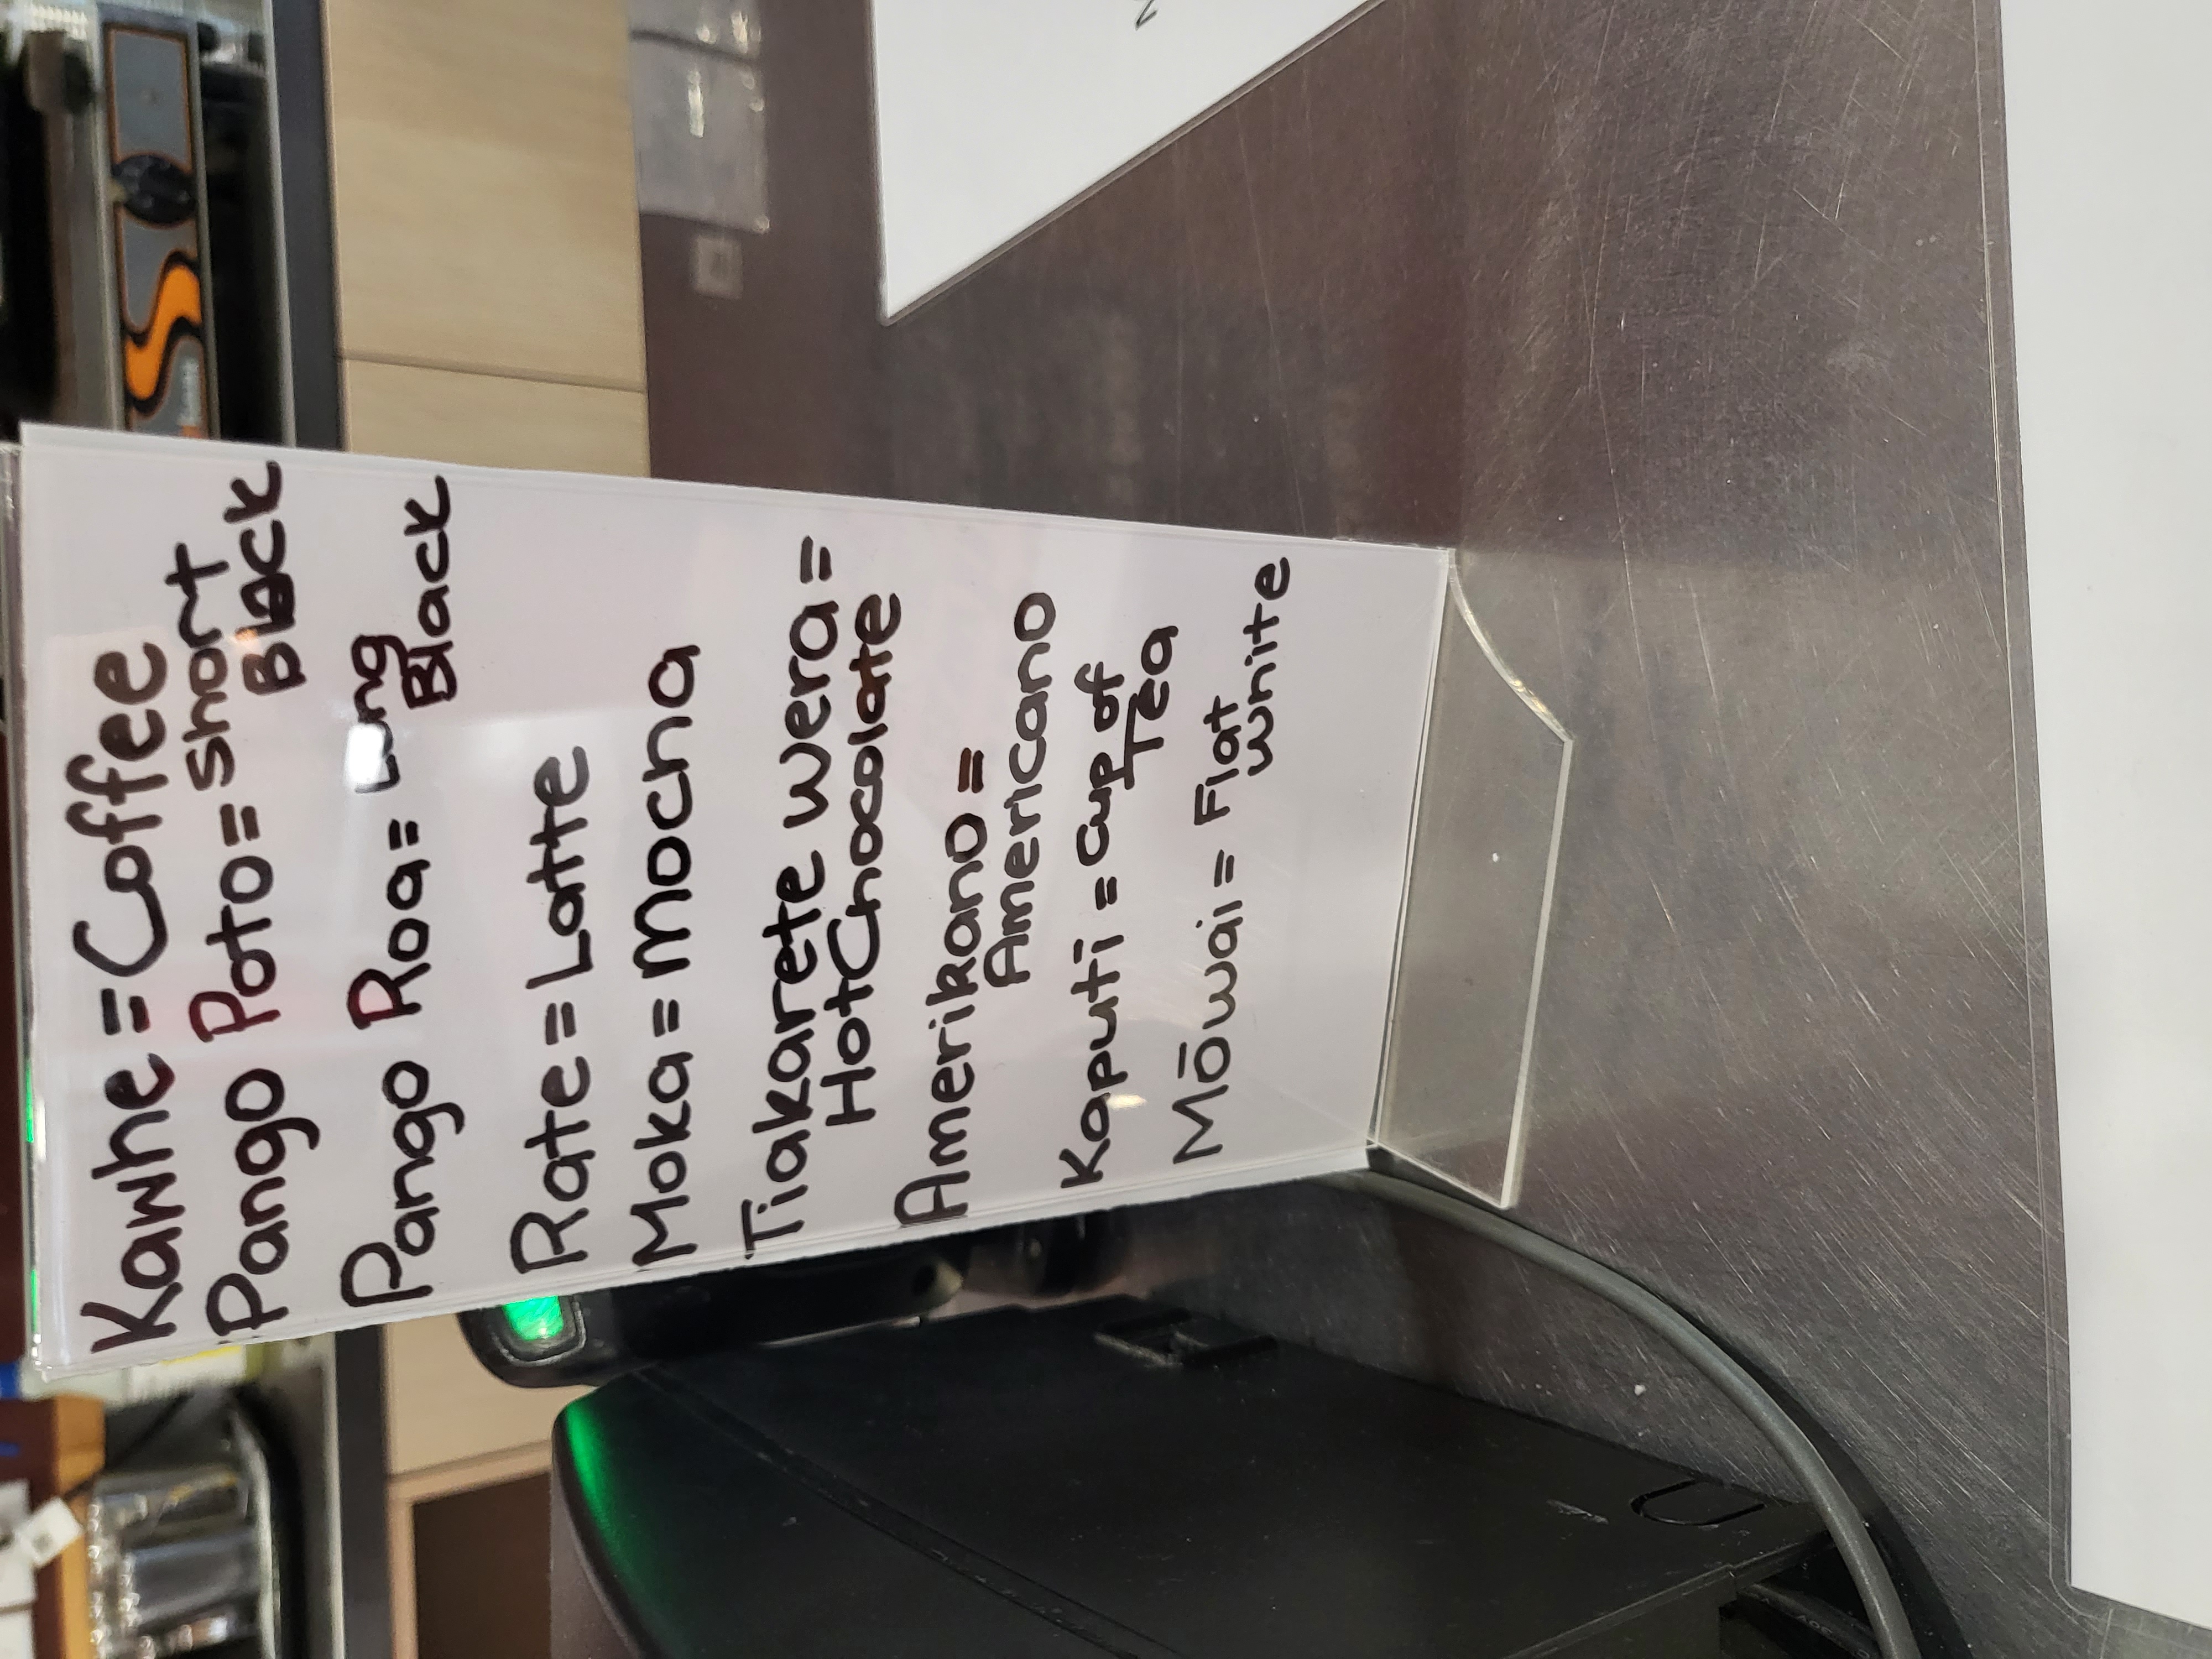 Kawhe = Coffee
Pango Poto = Short
Black
Pango Roa = Long
Black
Rate = Latte
Moka = Mocha
Tiakarete wera =
Hot Chocolate
Amerikano =
Americano
Kaputī = Cup of
Tea
Mōwai = Flat
White